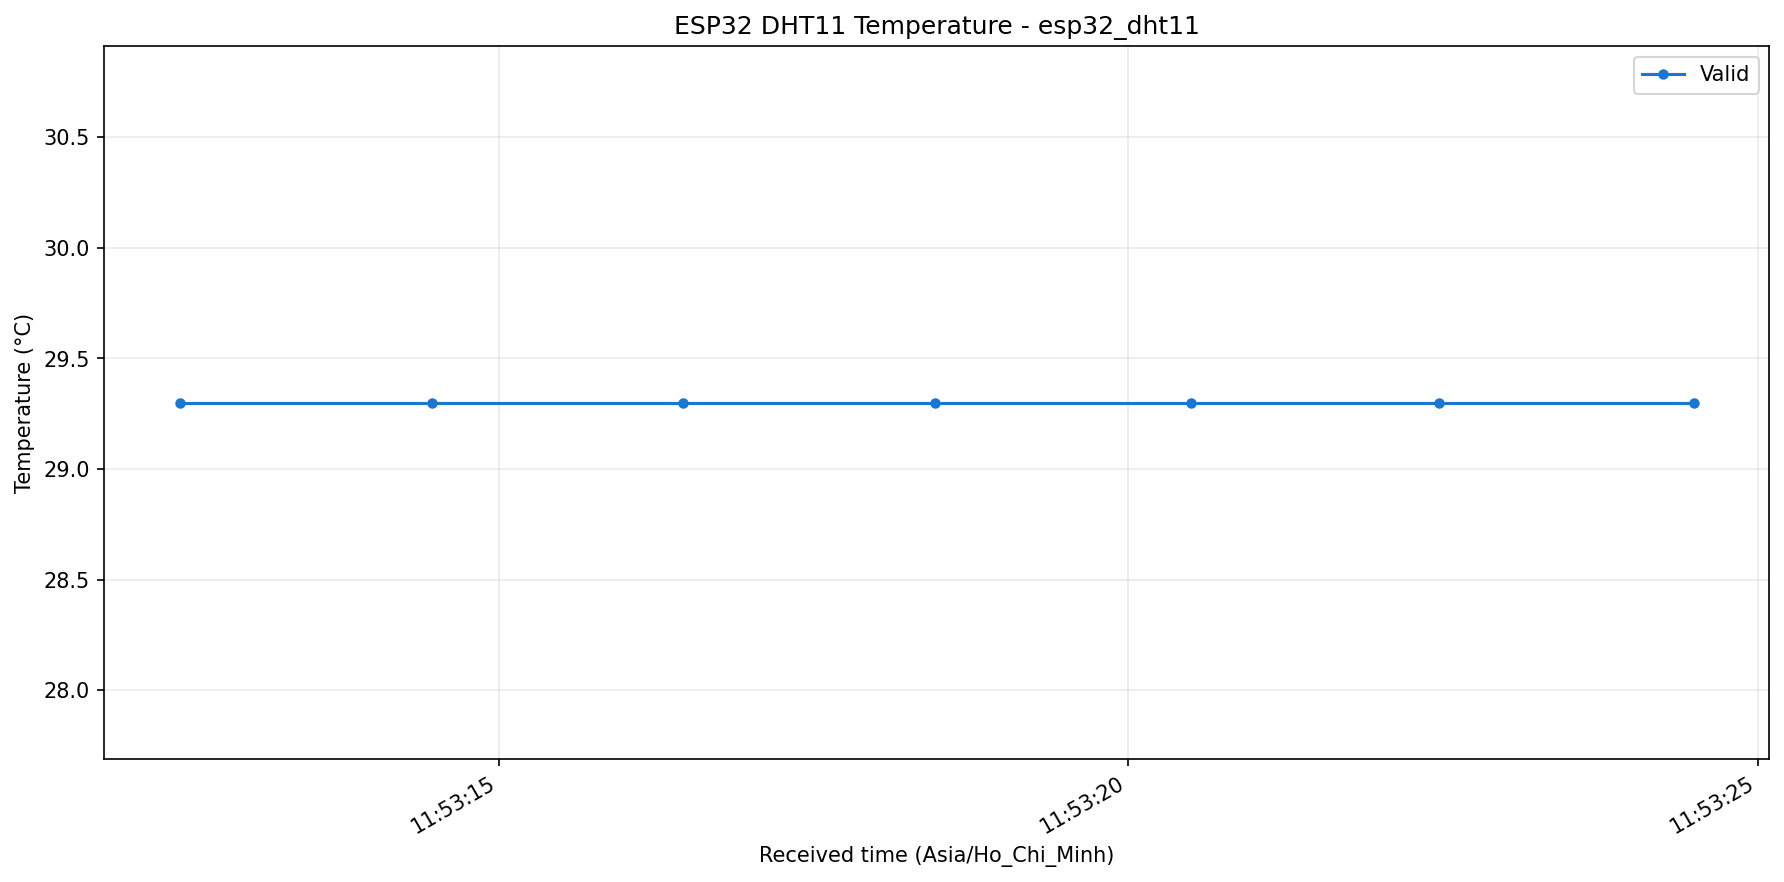 ESP32 DHT11 Temperature - esp32_dht11
Valid
Temperature (°C)
30.5
30.0
29.5
29.0
28.5
28.0
11:53:15
11:53:20
11:53:25
Received time (Asia/Ho_Chi_Minh)